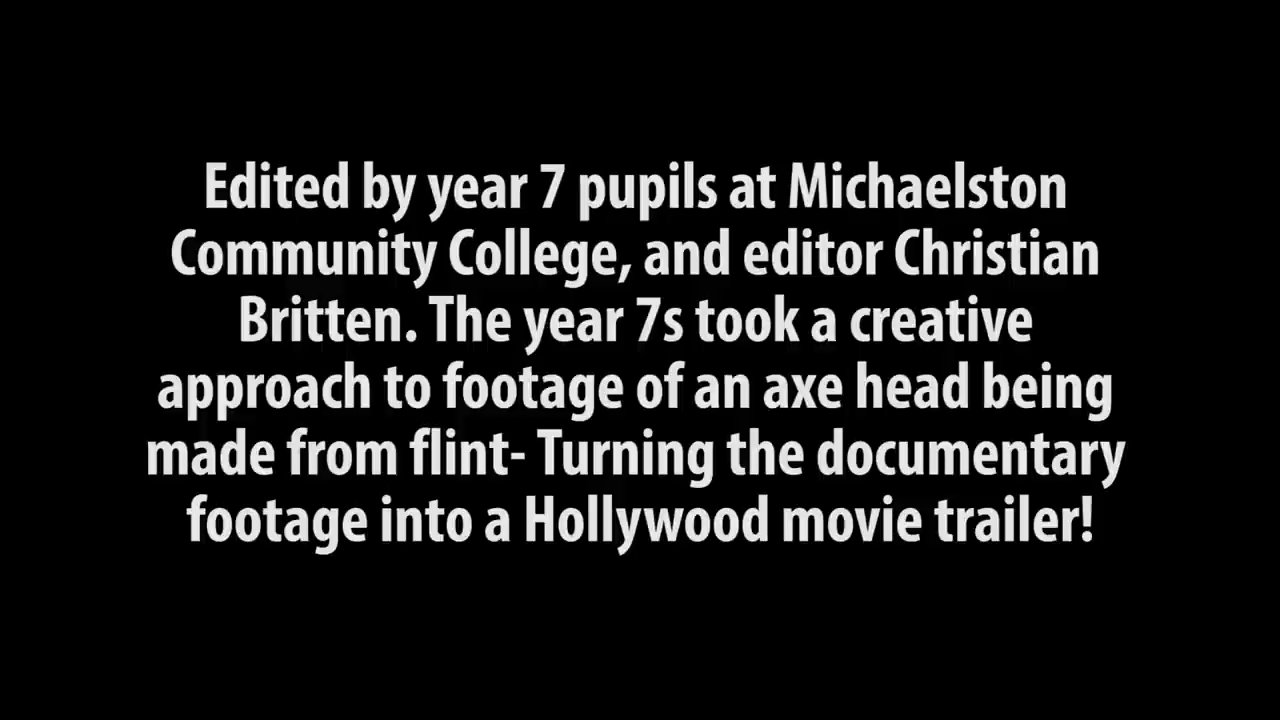 Edited by year 7 pupils at Michaelston
Community College, and editor Christian
Britten. The year 7s took a creative
approach to footage of an axe head being
made from flint- Turning the documentary
footage into a Hollywood movie trailer!